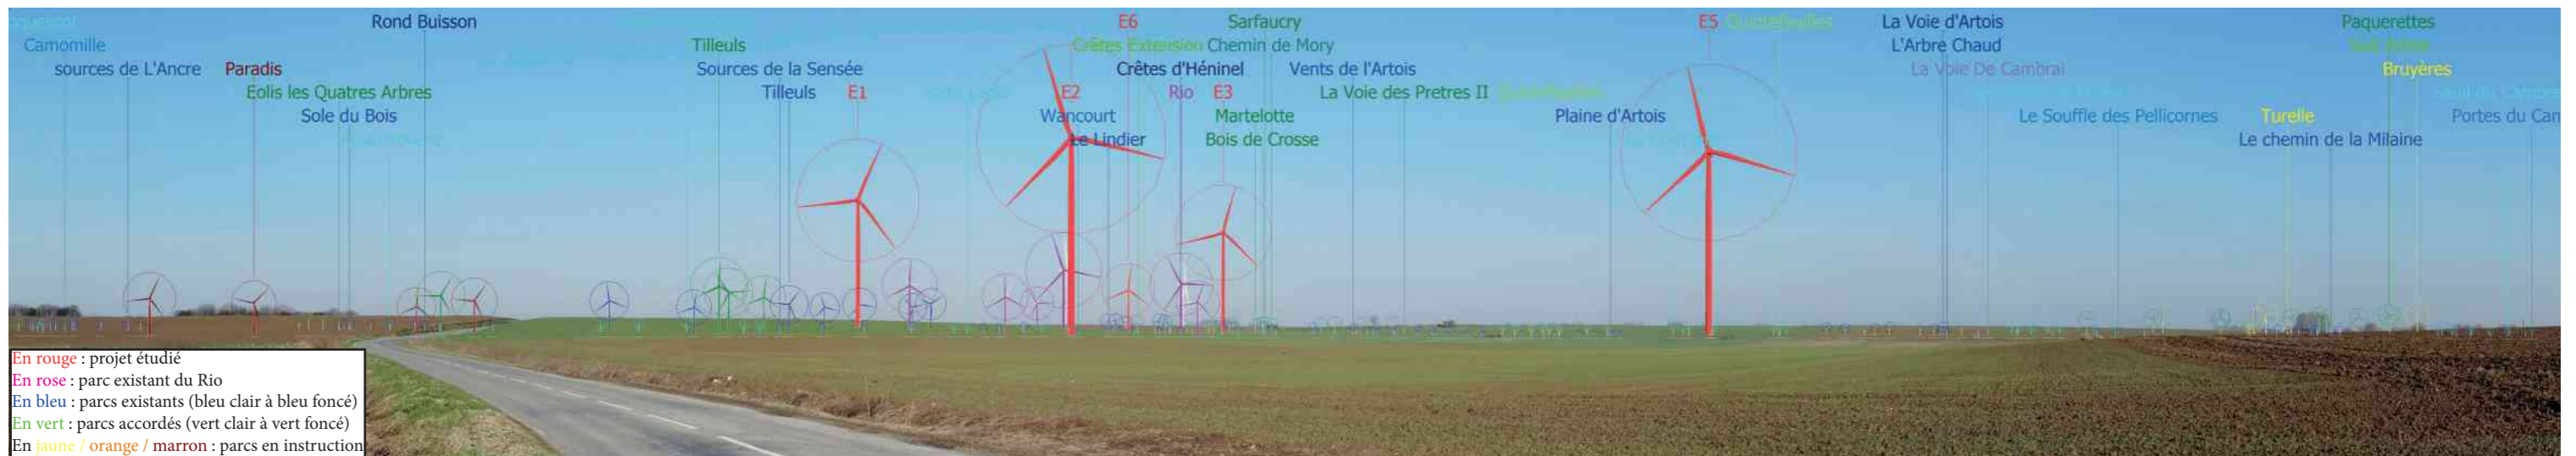 Rond Buisson
E6
Sarfaucry
E5
Quintefeuilles
La Voie d'Artois
Paquerettes
Camomille
Tilleuls
Crêtes Extension
Chemin de Mory
L'Arbre Chaud
sources de L'Ancre
Paradis
Sources de la Sensée
Crêtes d'Héninel
Vents de l'Artois
La Voie De Cambrai
Bruyères
Eolis les Quatres Arbres
Tilleuls
E1
E2
Rio
E3
La Voie des Pretres II
Sole du Bois
Wancourt
Martelotte
Plaine d'Artois
Le Souffle des Pellicornes
Turelle
Portes du Can
Le Lindier
Bois de Crosse
Le chemin de la Milaine
En rouge : projet étudié
En rose : parc existant du Rio
En bleu : parcs existants (bleu clair à bleu foncé)
En vert : parcs accordés (vert clair à vert foncé)
En jaune / orange / marron : parcs en instruction